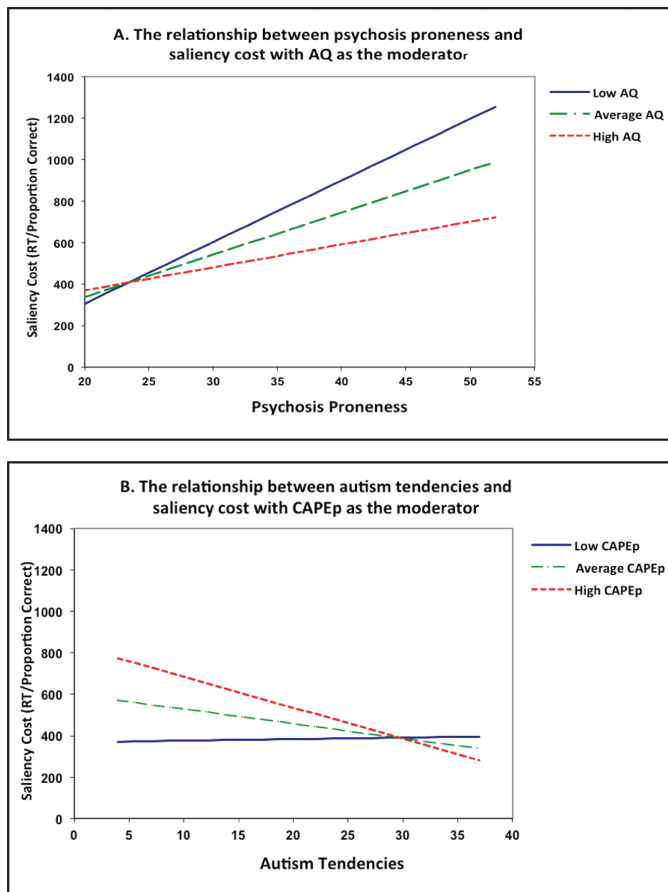 A. The relationship between psychosis proneness and
saliency cost with AQ as the moderator
1400
1200
1000
800
600
400
200
0
Saliency Cost (RT/Proportion Correct)
20 25 30 35 40 45 50 55
Psychosis Proneness
Low AQ
Average AQ
High AQ
B. The relationship between autism tendencies and
saliency cost with CAPEp as the moderator
1400
1200
1000
800
600
400
200
0
Saliency Cost (RT/Proportion Correct)
0 5 10 15 20 25 30 35 40
Autism Tendencies
Low CAPEp
Average CAPEp
High CAPEp